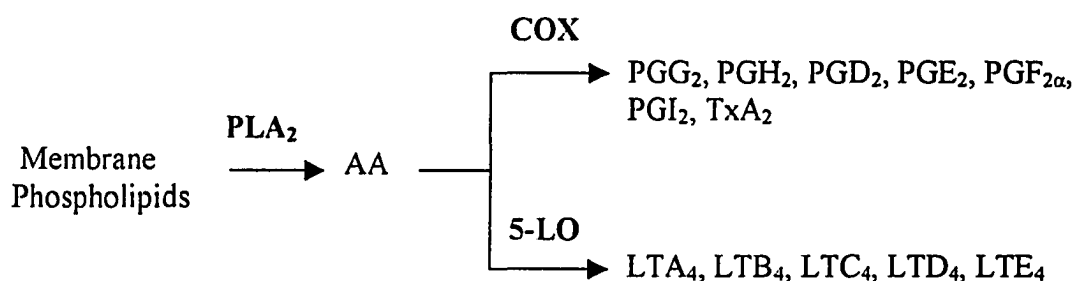 COX
PGG₂, PGH₂, PGD₂, PGE₂, PGF₂α,
PGI₂, TxA₂
PLA₂
Membrane
Phospholipids
AA
5-LO
LTA₄, LTB₄, LTC₄, LTD₄, LTE₄